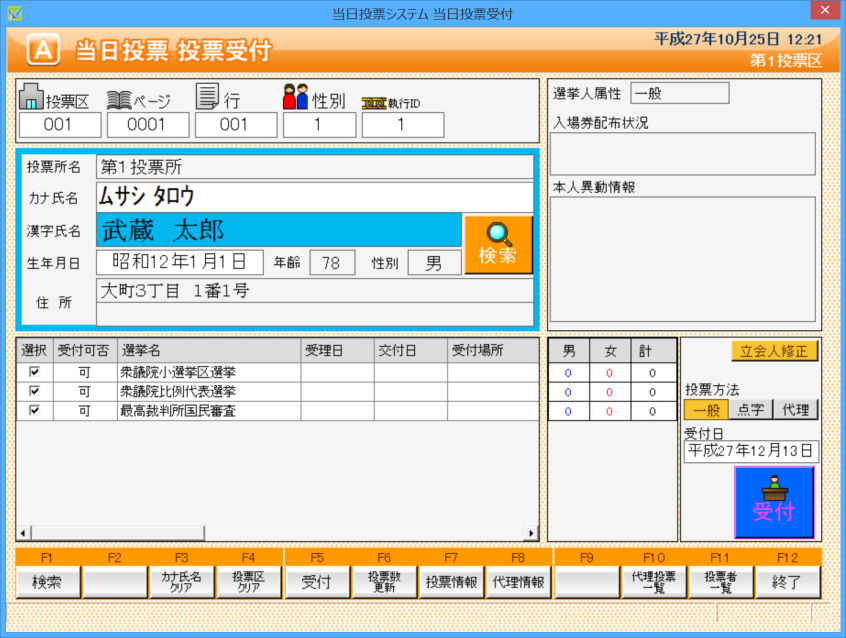 当日投票システム 当日投票受付
A 当日投票 投票受付
平成27年10月25日 12:21
第1投票区
投票区 ページ 行 性別 執行ID
001 0001 001 1 1
選挙人属性 一般
入場券配布状況
本人異動情報
投票所名 第1投票所
カナ氏名 ムサシ タロウ
漢字氏名 武蔵 太郎
検索
生年月日 昭和12年1月1日 年齢 78 性別 男
住 所 大町3丁目 1番1号
選択 受付可否 選挙名 受理日 交付日 受付場所
可 衆議院小選挙区選挙
可 衆議院比例代表選挙
可 最高裁判所国民審査
男 女 計
0 0 0
0 0 0
0 0 0
立会人修正
投票方法
一般 点字 代理
受付日
平成27年12月13日
受付
F1 F2 F3 F4 F5 F6 F7 F8 F9 F10 F11 F12
検索 カナ氏名クリア 投票区クリア 受付 投票数更新 投票情報 代理情報 代理投票一覧 投票者一覧 終了